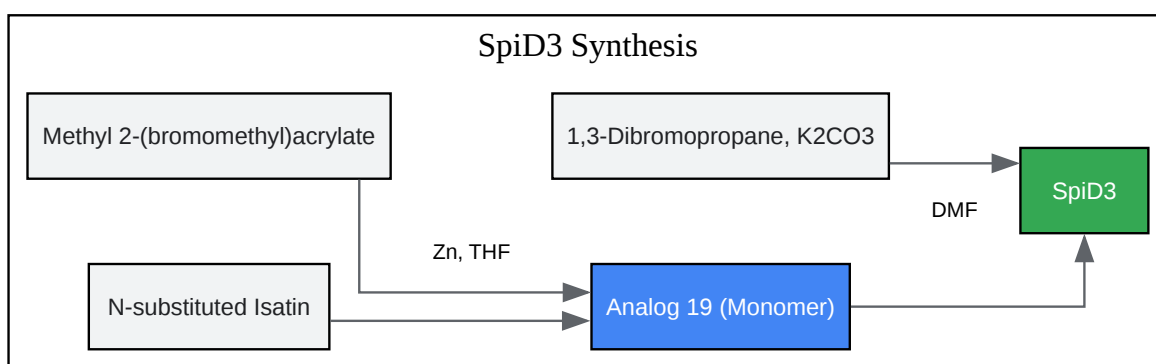 SpiD3 Synthesis
Methyl 2-(bromomethyl)acrylate
1,3-Dibromopropane, K2CO3
SpiD3
DMF
Zn, THF
N-substituted Isatin
Analog 19 (Monomer)